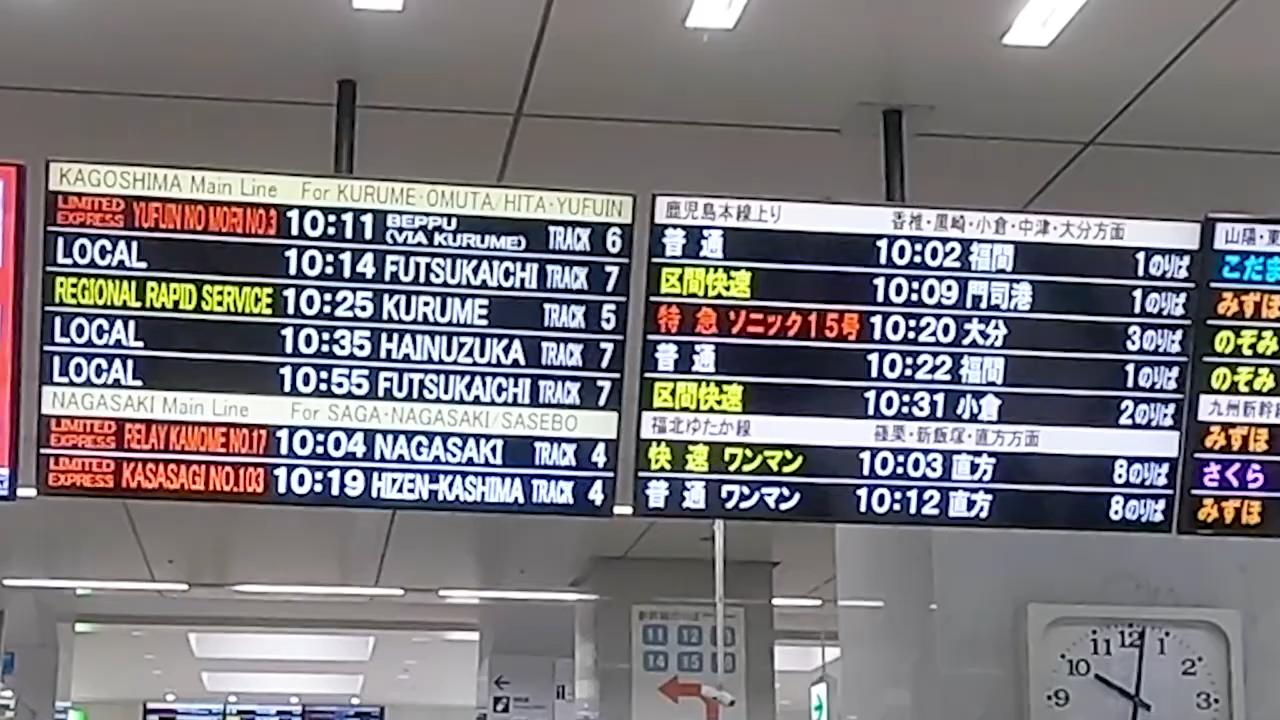 KAGOSHIMA Main Line For KURUME・OMUTA/HITA・YUFUIN
LIMITED EXPRESS YUFUIN NO MORI NO.3 10:11 BEPPU (VIA KURUME) TRACK 6
LOCAL 10:14 FUTSUKAICHI TRACK 7
REGIONAL RAPID SERVICE 10:25 KURUME TRACK 5
LOCAL 10:35 HAINUZUKA TRACK 7
LOCAL 10:55 FUTSUKAICHI TRACK 7
NAGASAKI Main Line For SAGA・NAGASAKI/SASEBO
LIMITED EXPRESS RELAY KAMOME NO.17 10:04 NAGASAKI TRACK 4
LIMITED EXPRESS KASASAGI NO.103 10:19 HIZEN-KASHIMA TRACK 4
鹿児島本線上り 香椎・黒崎・小倉・中津・大分方面
普通 10:02 福間 1のりば
区間快速 10:09 門司港 1のりば
特急 ソニック15号 10:20 大分 3のりば
普通 10:22 福間 1のりば
区間快速 10:31 小倉 2のりば
福北ゆたか線 篠栗・新飯塚・直方方面
快速 ワンマン 10:03 直方 8のりば
普通 ワンマン 10:12 直方 8のりば
山陽・東
こだま
みずほ
のぞみ
のぞみ
九州新幹
みずほ
さくら
みずほ
11 12
14 15
11 12 1
10 2
9 3